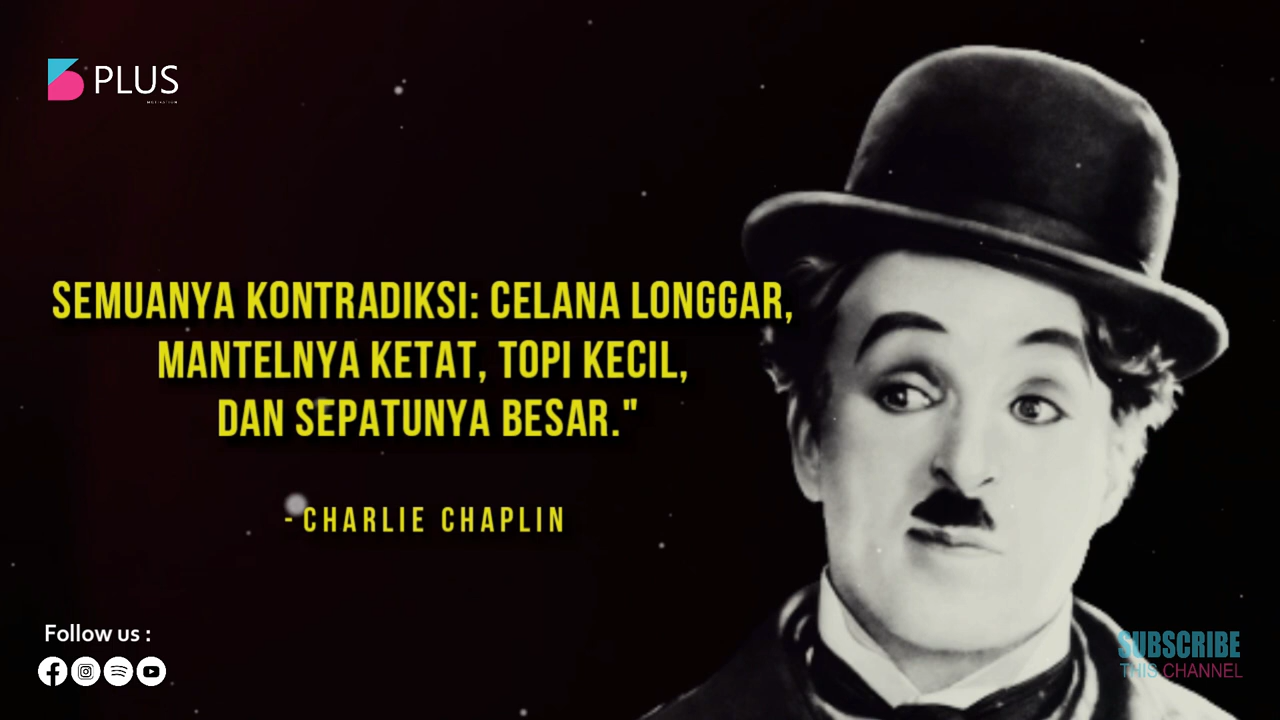 PLUS
SEMUANYA KONTRADIKSI: CELANA LONGGAR,
MANTELNYA KETAT, TOPI KECIL,
DAN SEPATUNYA BESAR."
- CHARLIE CHAPLIN
Follow us :
SUBSCRIBE
THIS CHANNEL